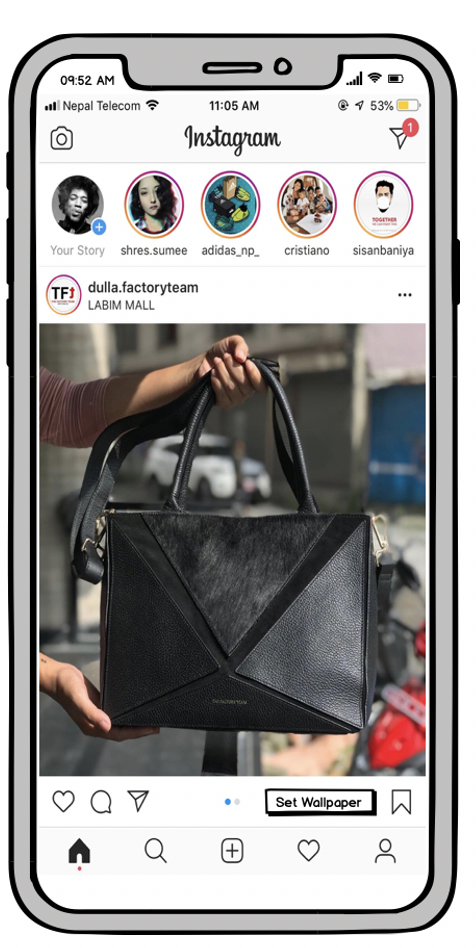 09:52 AM
Nepal Telecom 11:05 AM 53%
Instagram
1
Your Story shres.sumee adidas_np_ cristiano sisanbaniya
TOGETHER
TF
dulla.factoryteam
LABIM MALL
Set Wallpaper